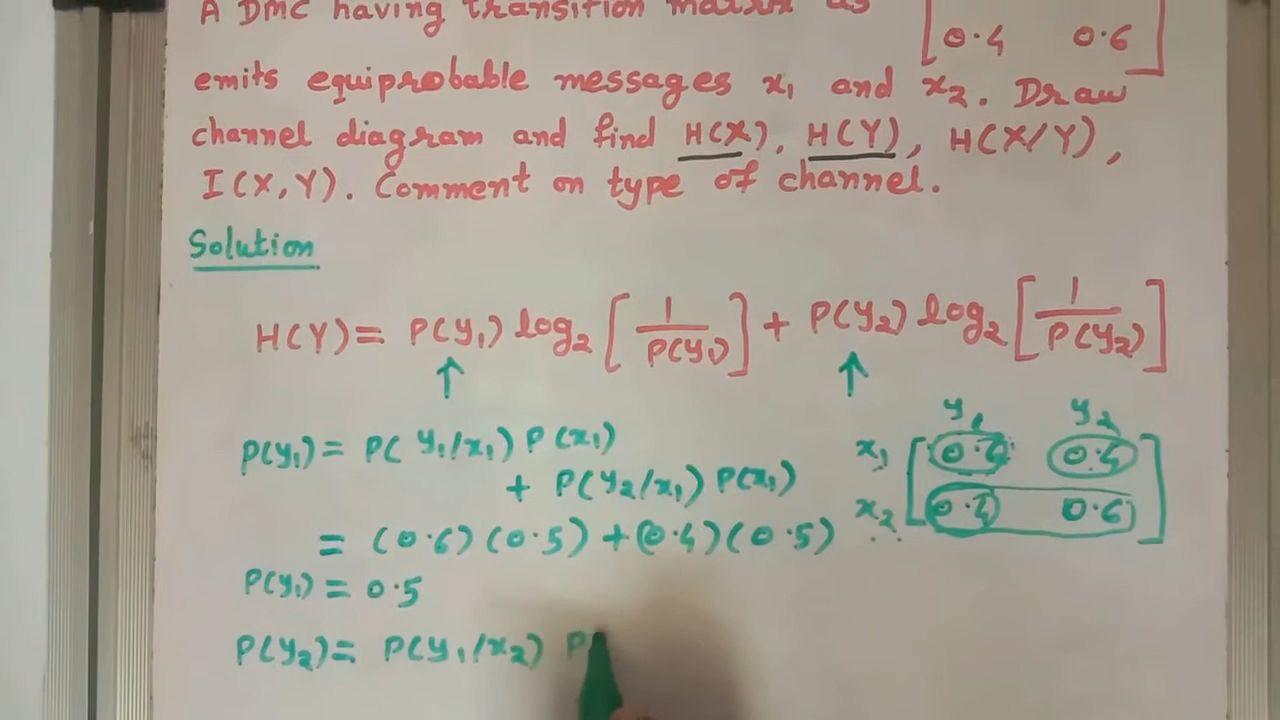 A DMC having transition matrix as
[0.4 0.6]
emits equiprobable messages x₁ and x₂. Draw
channel diagram and find H(X), H(Y), H(X/Y),
I(X,Y). Comment on type of channel.
Solution
H(Y) = P(y₁) log₂ [1/P(y₁)] + P(y₂) log₂ [1/P(y₂)]
↑ ↑
P(y₁) = P(y₁/x₁) P(x₁)
+ P(y₂/x₁) P(x₁)
= (0.6)(0.5) + (0.4)(0.5)
P(y₁) = 0.5
P(y₂) = P(y₁/x₂) P
y₁ y₂
x₁ 0.4
x₂ 0.4 0.6